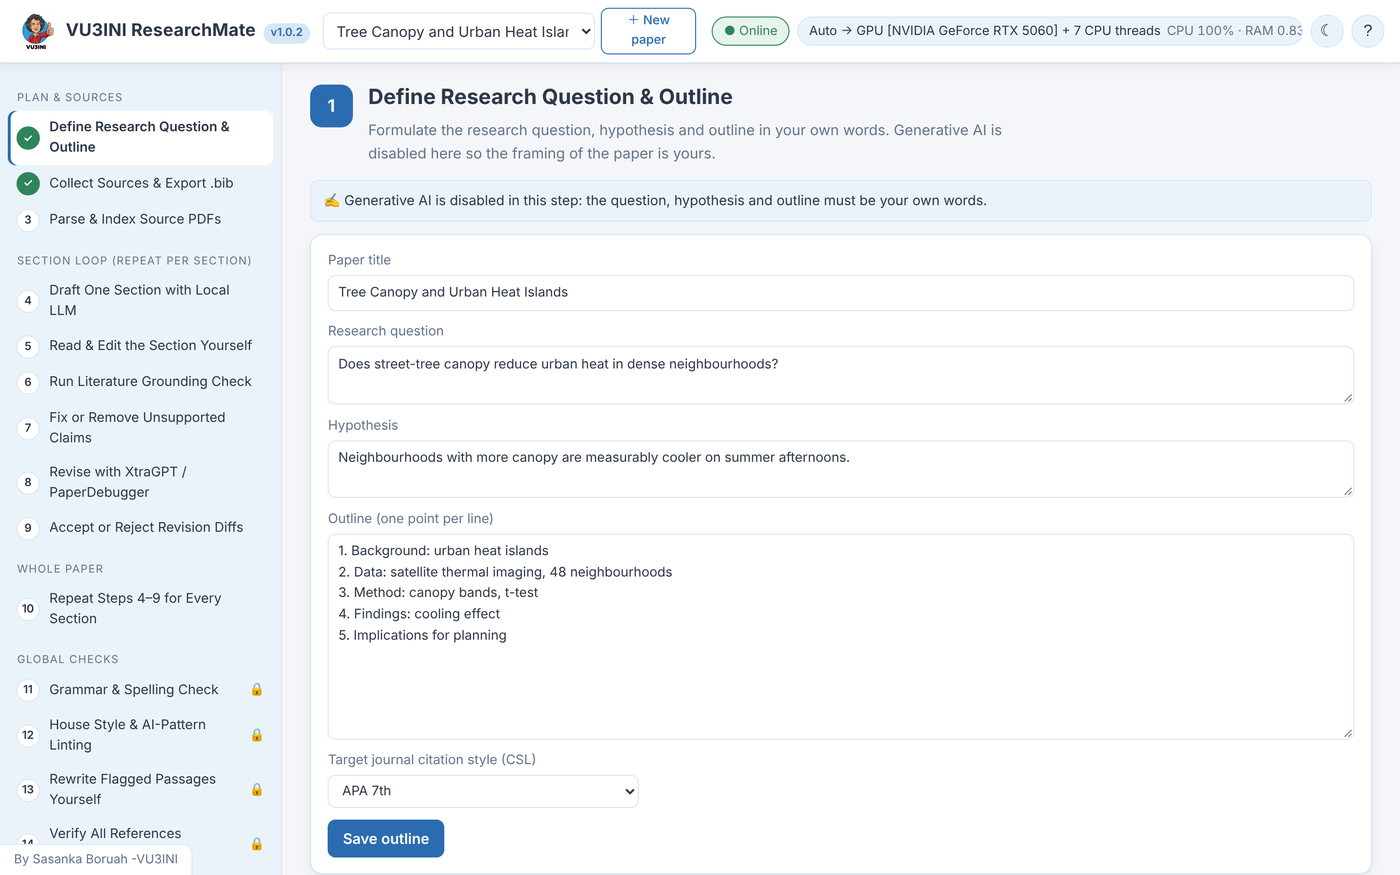 VU3INI
VU3INI ResearchMate v1.0.2
Tree Canopy and Urban Heat Islan
+ New paper
Online
Auto → GPU [NVIDIA GeForce RTX 5060] + 7 CPU threads CPU 100% · RAM 0.83
?
PLAN & SOURCES
Define Research Question &
Outline
Collect Sources & Export .bib
3 Parse & Index Source PDFs
SECTION LOOP (REPEAT PER SECTION)
4 Draft One Section with Local
LLM
5 Read & Edit the Section Yourself
6 Run Literature Grounding Check
7 Fix or Remove Unsupported
Claims
8 Revise with XtraGPT /
PaperDebugger
9 Accept or Reject Revision Diffs
WHOLE PAPER
10 Repeat Steps 4–9 for Every
Section
GLOBAL CHECKS
11 Grammar & Spelling Check
12 House Style & AI-Pattern
Linting
13 Rewrite Flagged Passages
Yourself
14 Verify All References
By Sasanka Boruah -VU3INI
1 Define Research Question & Outline
Formulate the research question, hypothesis and outline in your own words. Generative AI is
disabled here so the framing of the paper is yours.
✍ Generative AI is disabled in this step: the question, hypothesis and outline must be your own words.
Paper title
Tree Canopy and Urban Heat Islands
Research question
Does street-tree canopy reduce urban heat in dense neighbourhoods?
Hypothesis
Neighbourhoods with more canopy are measurably cooler on summer afternoons.
Outline (one point per line)
1. Background: urban heat islands
2. Data: satellite thermal imaging, 48 neighbourhoods
3. Method: canopy bands, t-test
4. Findings: cooling effect
5. Implications for planning
Target journal citation style (CSL)
APA 7th
Save outline